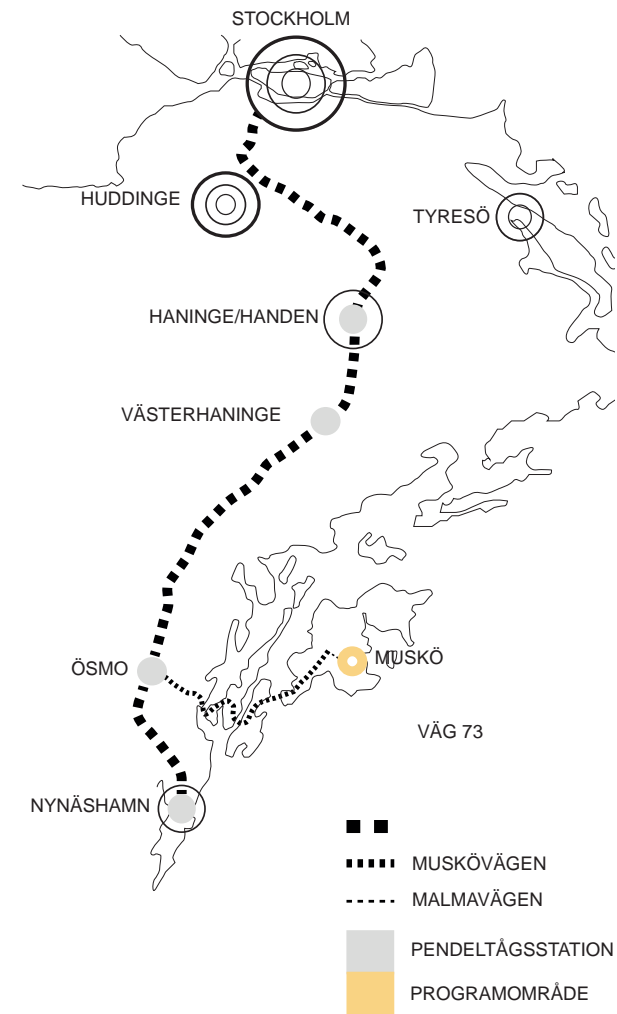 STOCKHOLM
HUDDINGE
TYRESÖ
HANINGE/HANDEN
VÄSTERHANINGE
ÖSMO
MUSKÖ
VÄG 73
NYNÄSHAMN
MUSKÖVÄGEN
MALMAVÄGEN
PENDELTÅGSSTATION
PROGRAMOMRÅDE